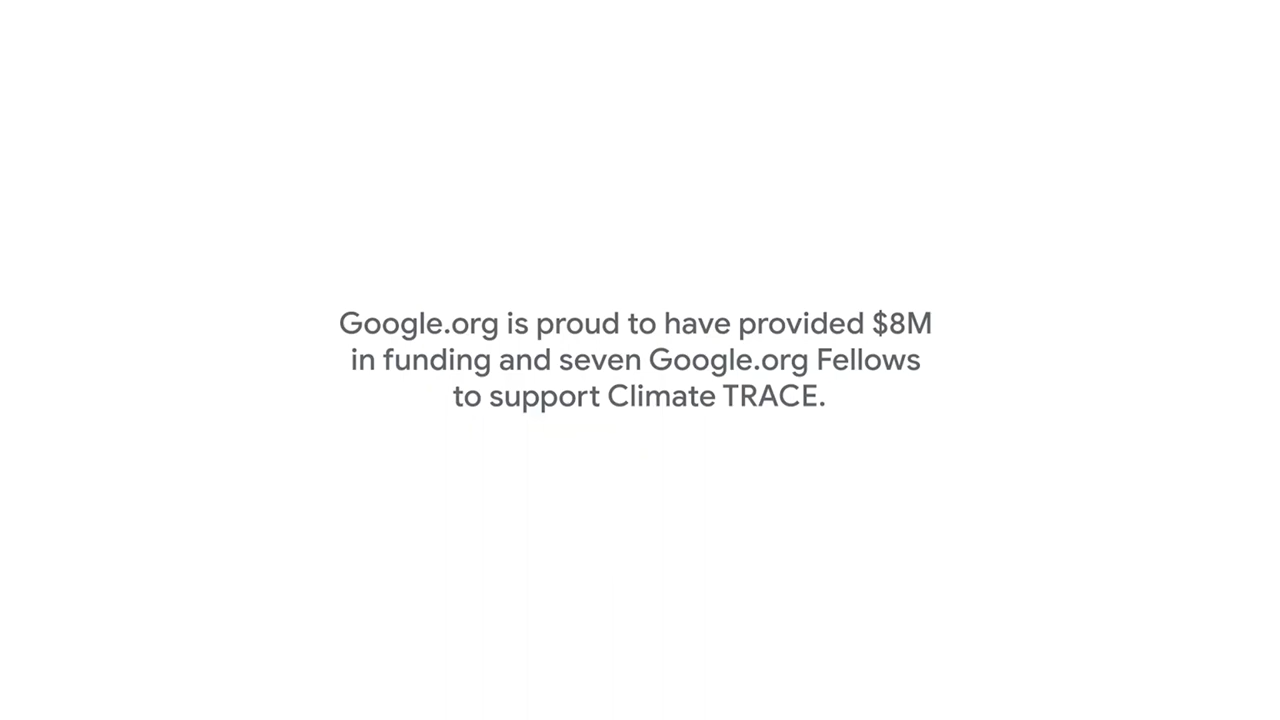 Google.org is proud to have provided $8M
in funding and seven Google.org Fellows
to support Climate TRACE.